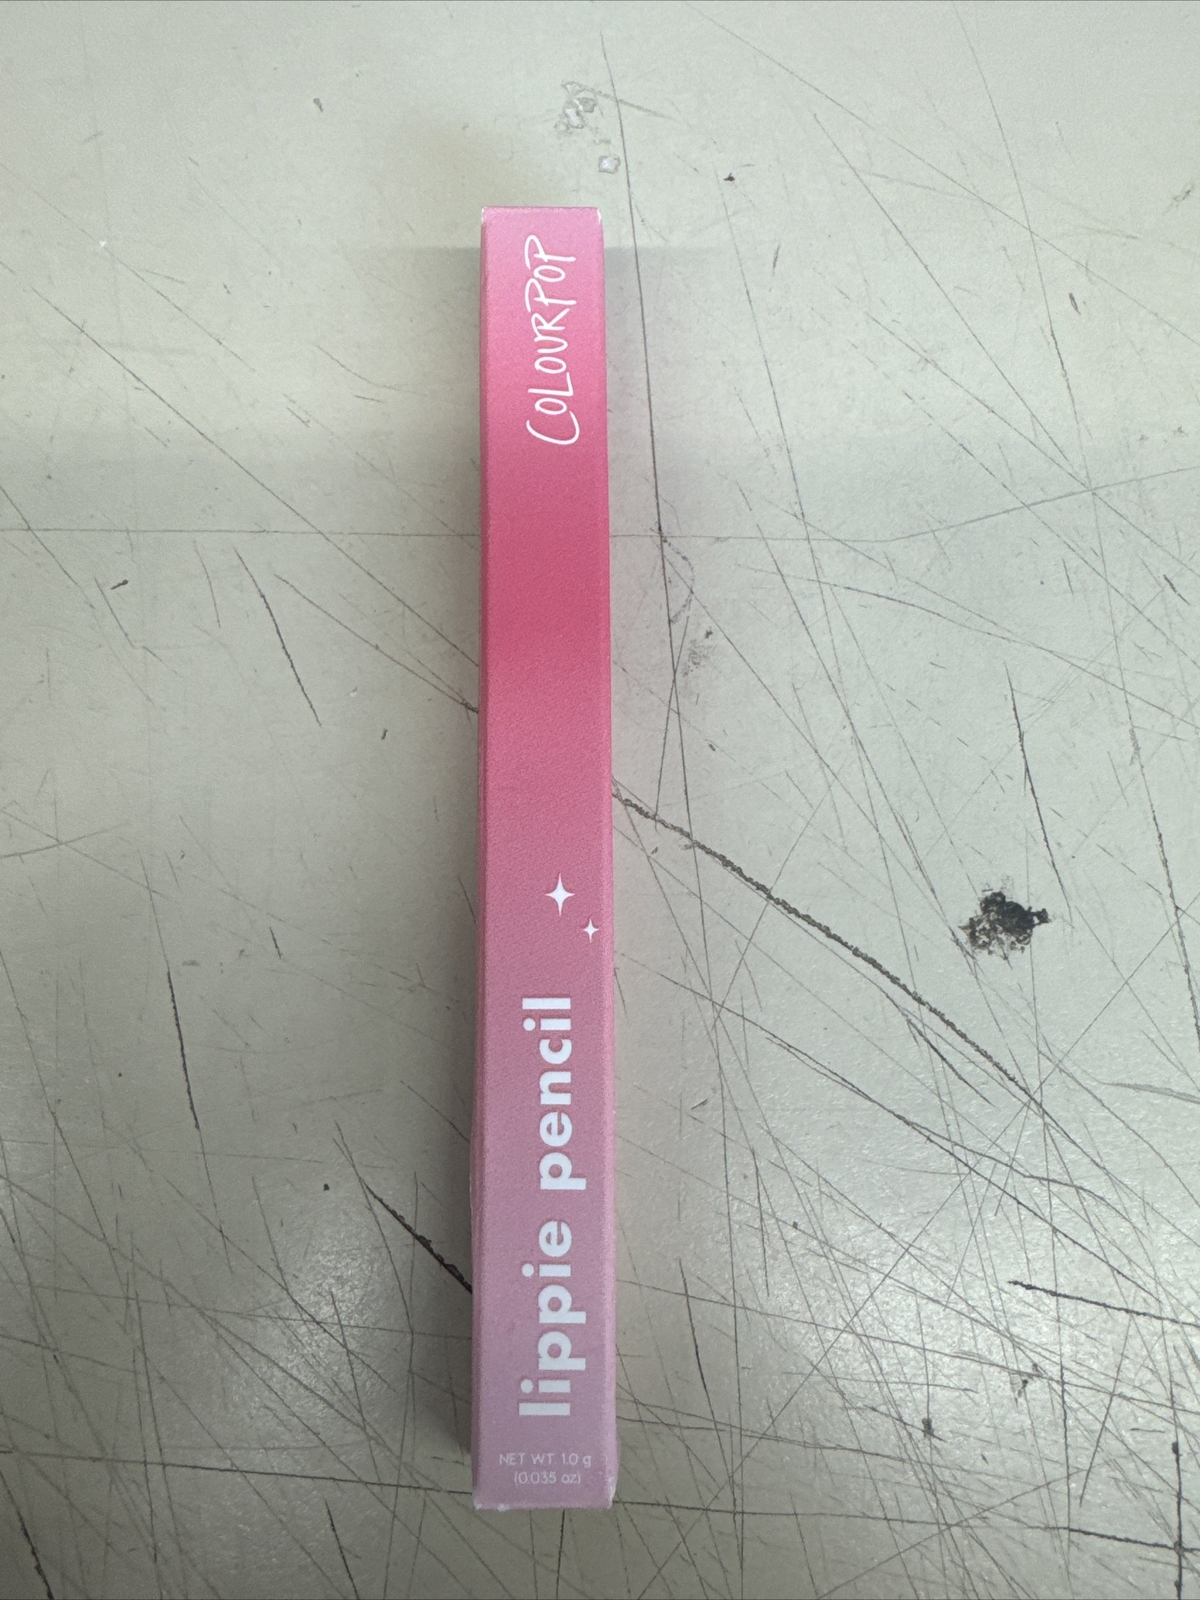 COLOURPOP
lippie pencil
NET WT. 1.0 g
(0.035 oz)